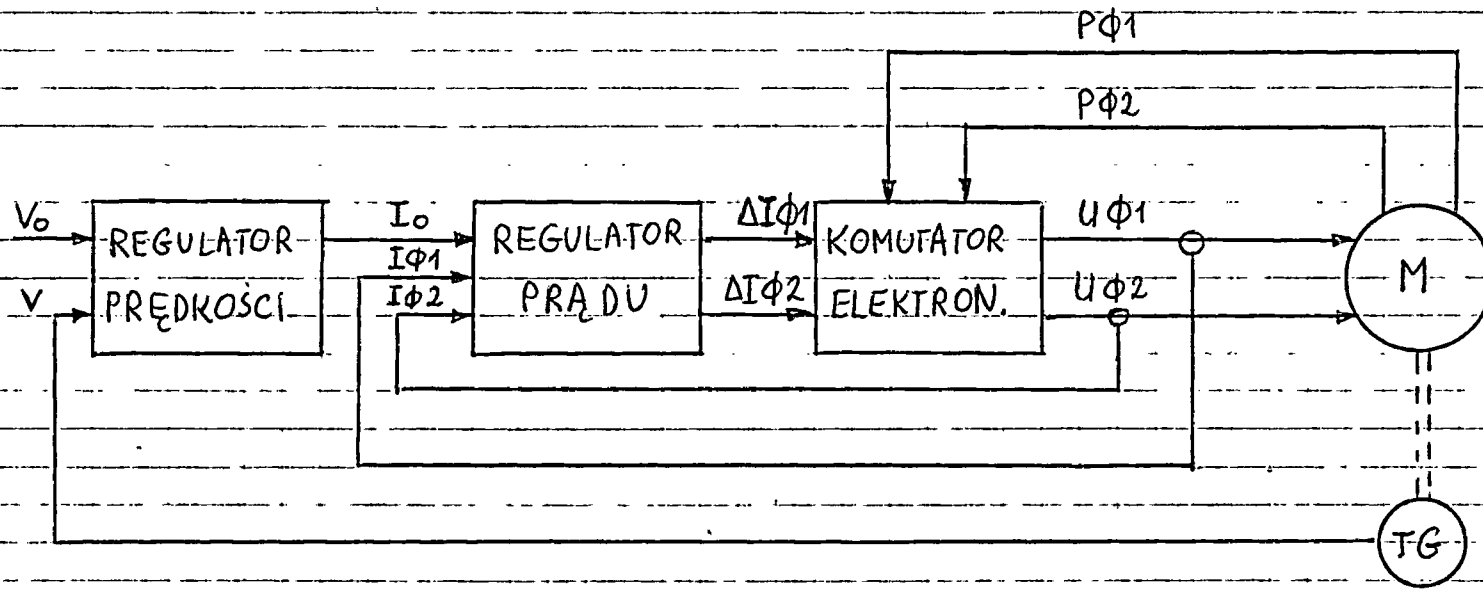 PΦ1
PΦ2
V₀
REGULATOR
PRĘDKOŚCI
V
I₀
IΦ1
IΦ2
REGULATOR
PRĄDU
ΔIΦ1
ΔIΦ2
KOMUTATOR
ELEKTRON.
UΦ1
UΦ2
M
TG